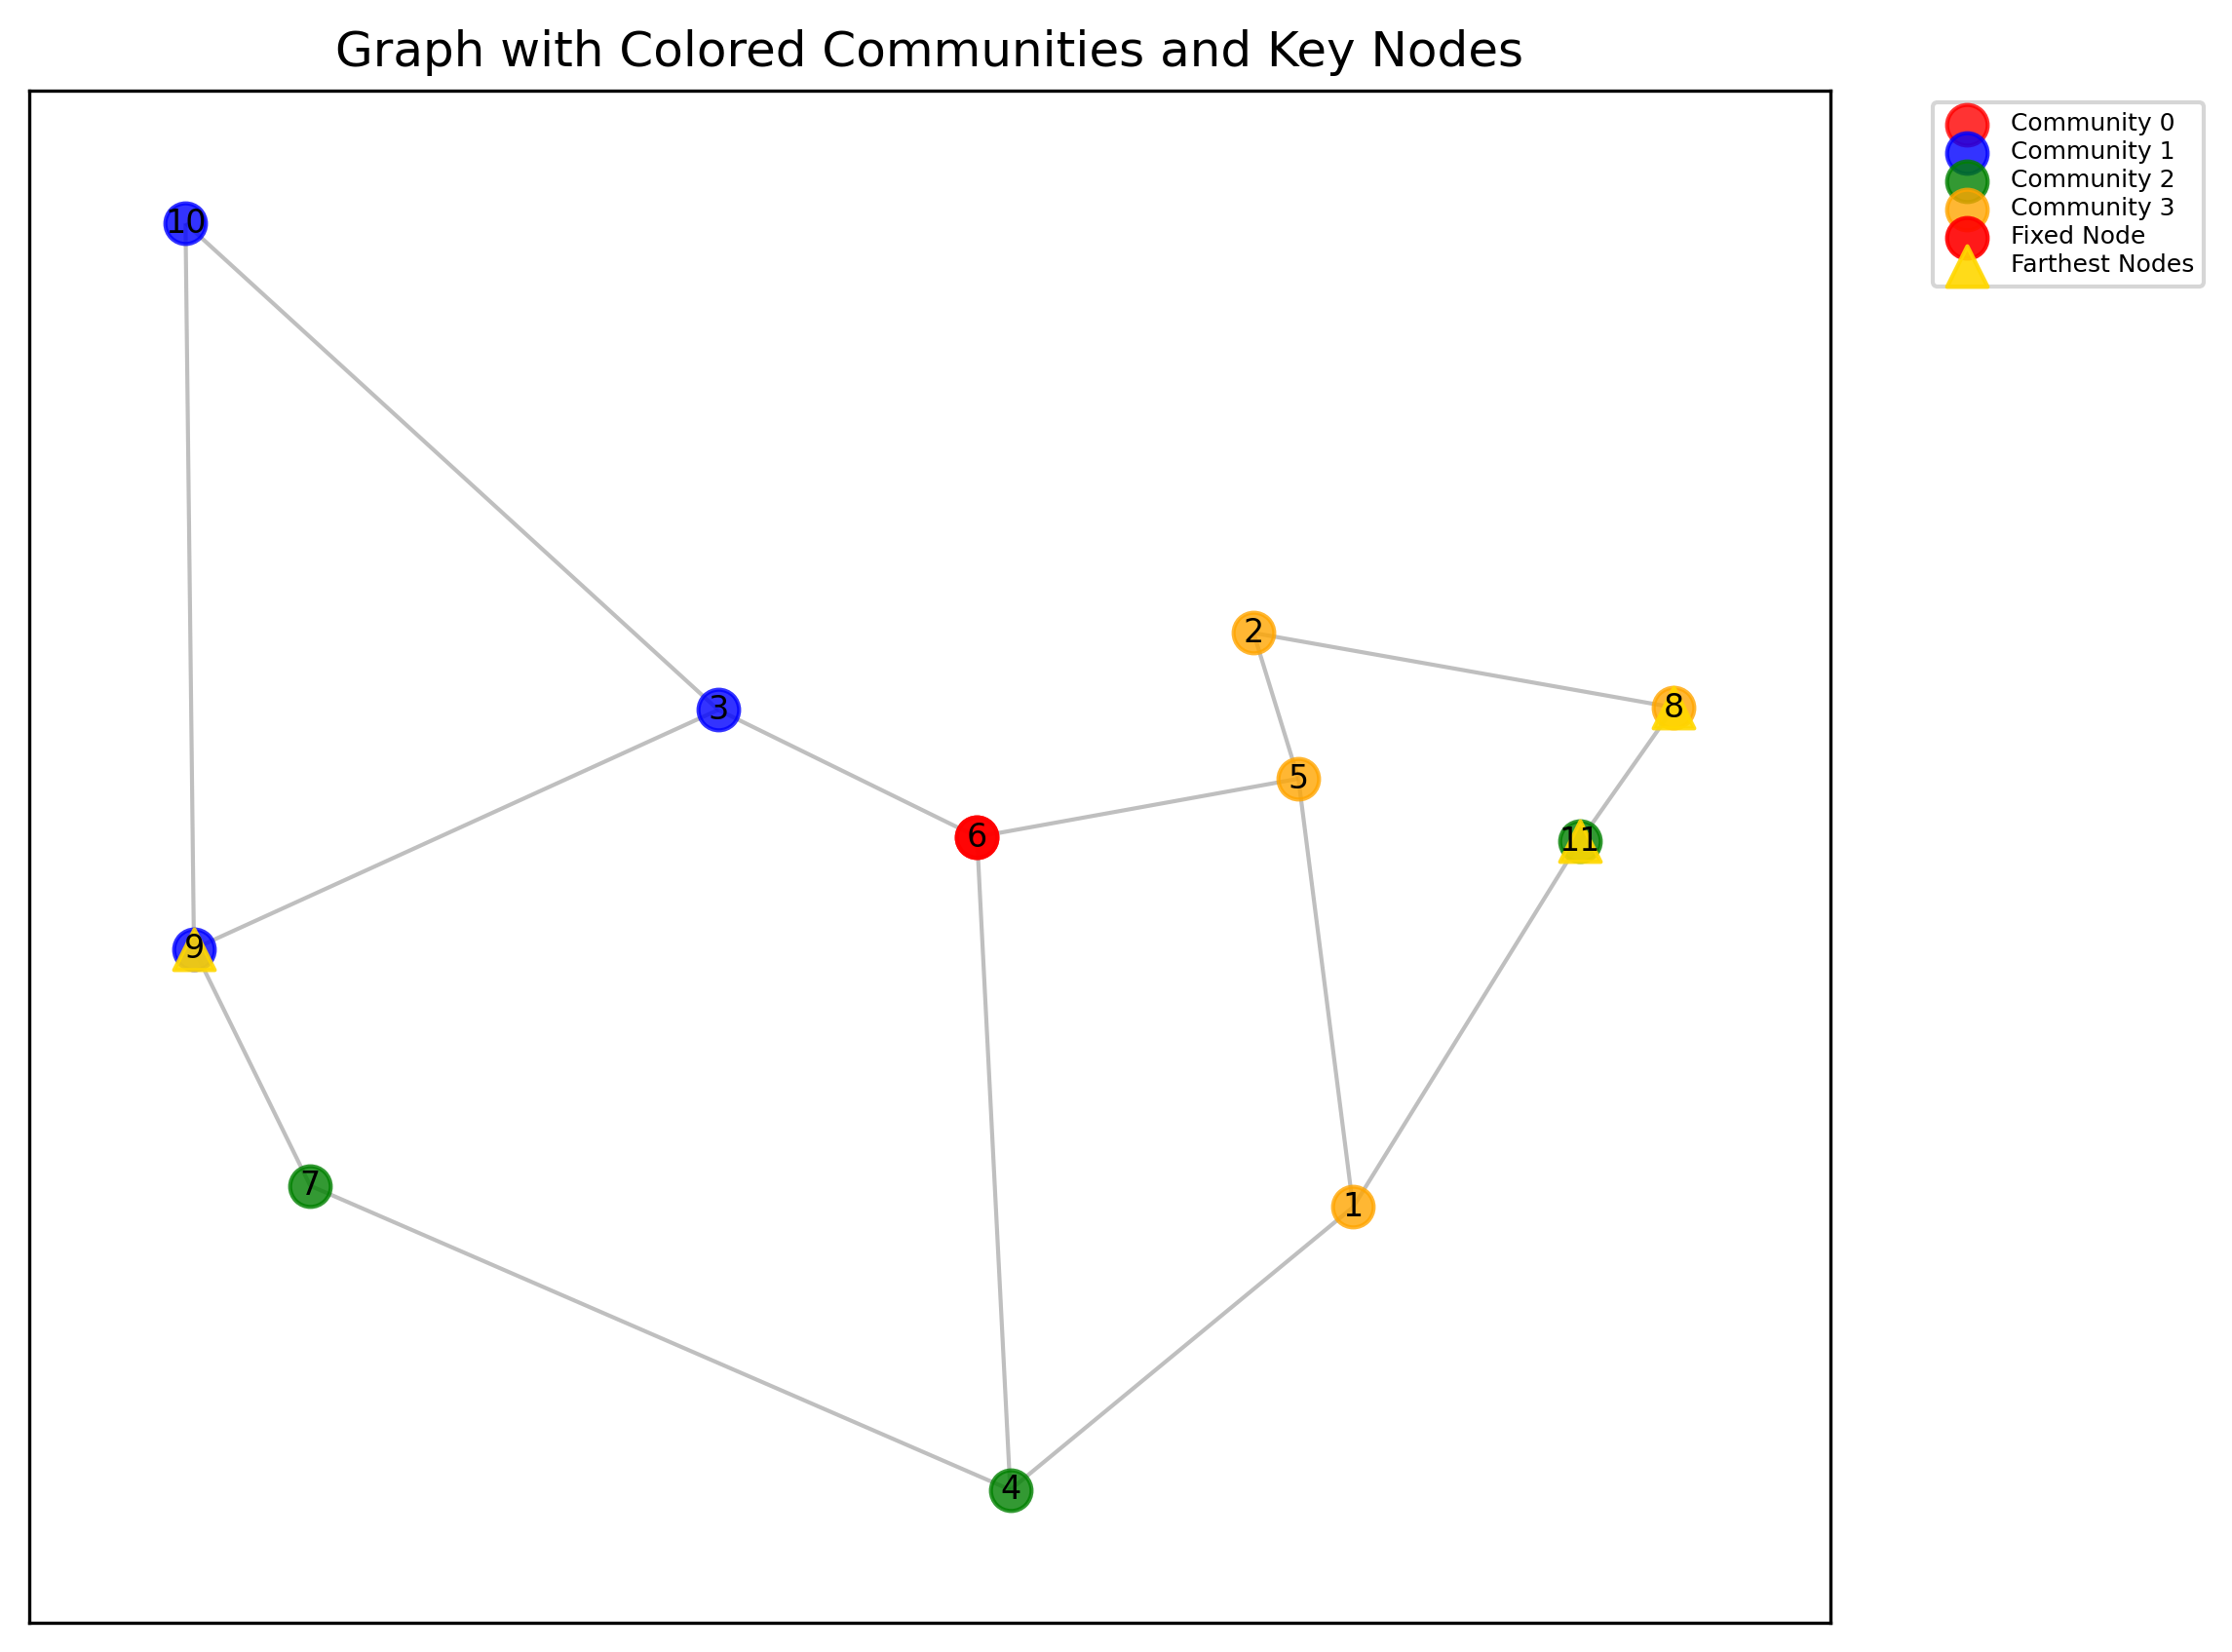 Graph with Colored Communities and Key Nodes
Community 0
Community 1
Community 2
Community 3
Fixed Node
Farthest Nodes
10
2
3
8
5
6
11
9
7
1
4